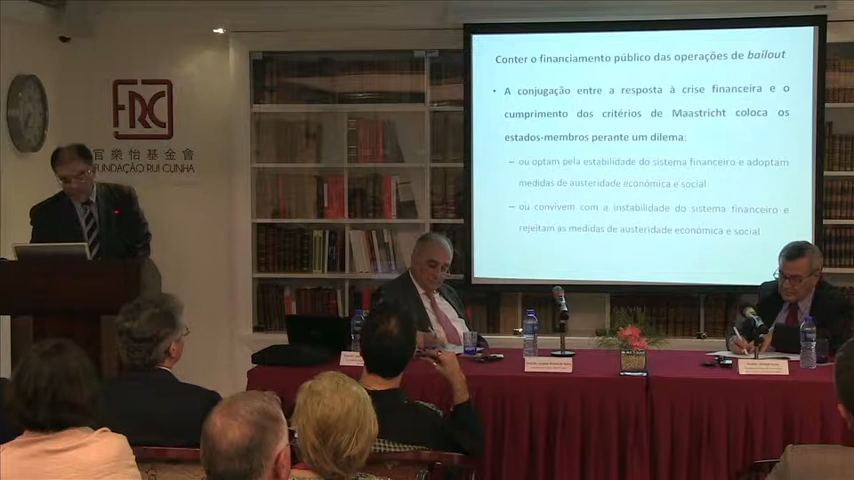 FRC
官樂怡基金會
FUNDAÇÃO RUI CUNHA
Conter o financiamento público das operações de bailout
• A conjugação entre a resposta à crise financeira e o
cumprimento dos critérios de Maastricht coloca os
estados-membros perante um dilema:
– ou optam pela estabilidade do sistema financeiro e adoptam
medidas de austeridade económica e social
– ou convivem com a instabilidade do sistema financeiro e
rejeitam as medidas de austeridade económica e social